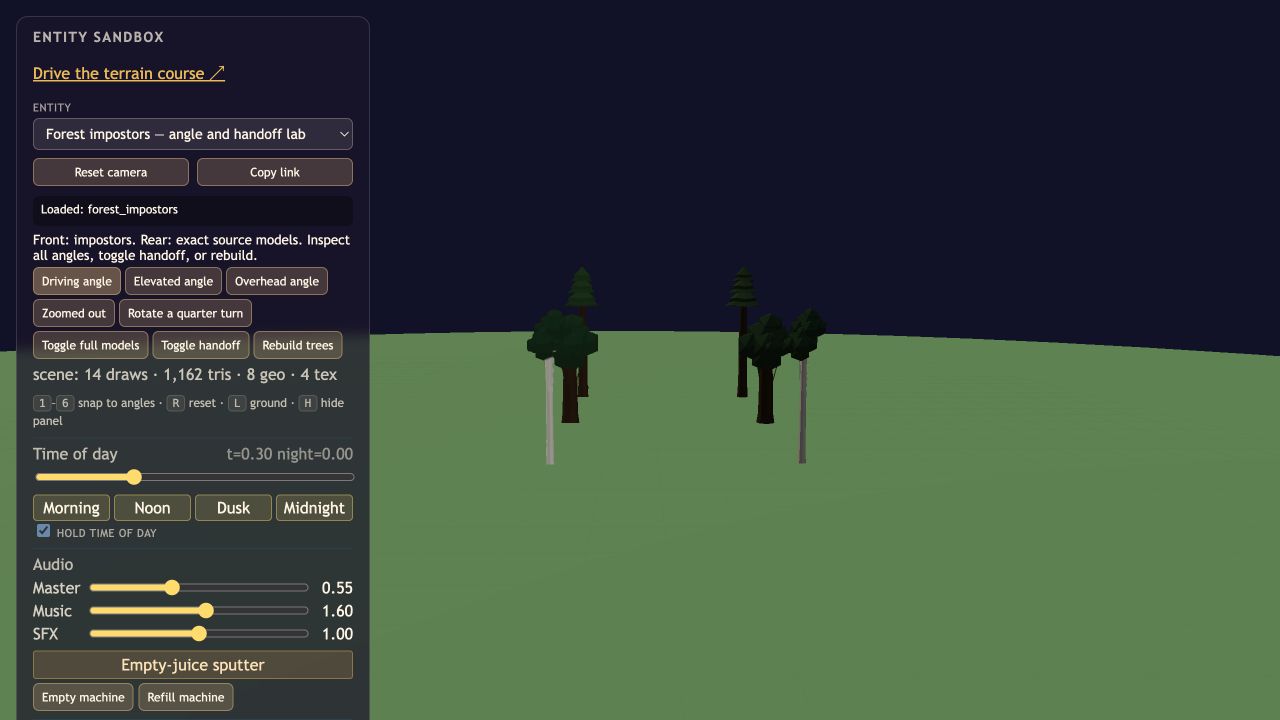 ENTITY SANDBOX
Drive the terrain course ↗
ENTITY
Forest impostors — angle and handoff lab
Reset camera Copy link
Loaded: forest_impostors
Front: impostors. Rear: exact source models. Inspect
all angles, toggle handoff, or rebuild.
Driving angle Elevated angle Overhead angle
Zoomed out Rotate a quarter turn
Toggle full models Toggle handoff Rebuild trees
scene: 14 draws · 1,162 tris · 8 geo · 4 tex
1-6 snap to angles · R reset · L ground · H hide
panel
Time of day t=0.30 night=0.00
Morning Noon Dusk Midnight
HOLD TIME OF DAY
Audio
Master 0.55
Music 1.60
SFX 1.00
Empty-juice sputter
Empty machine Refill machine